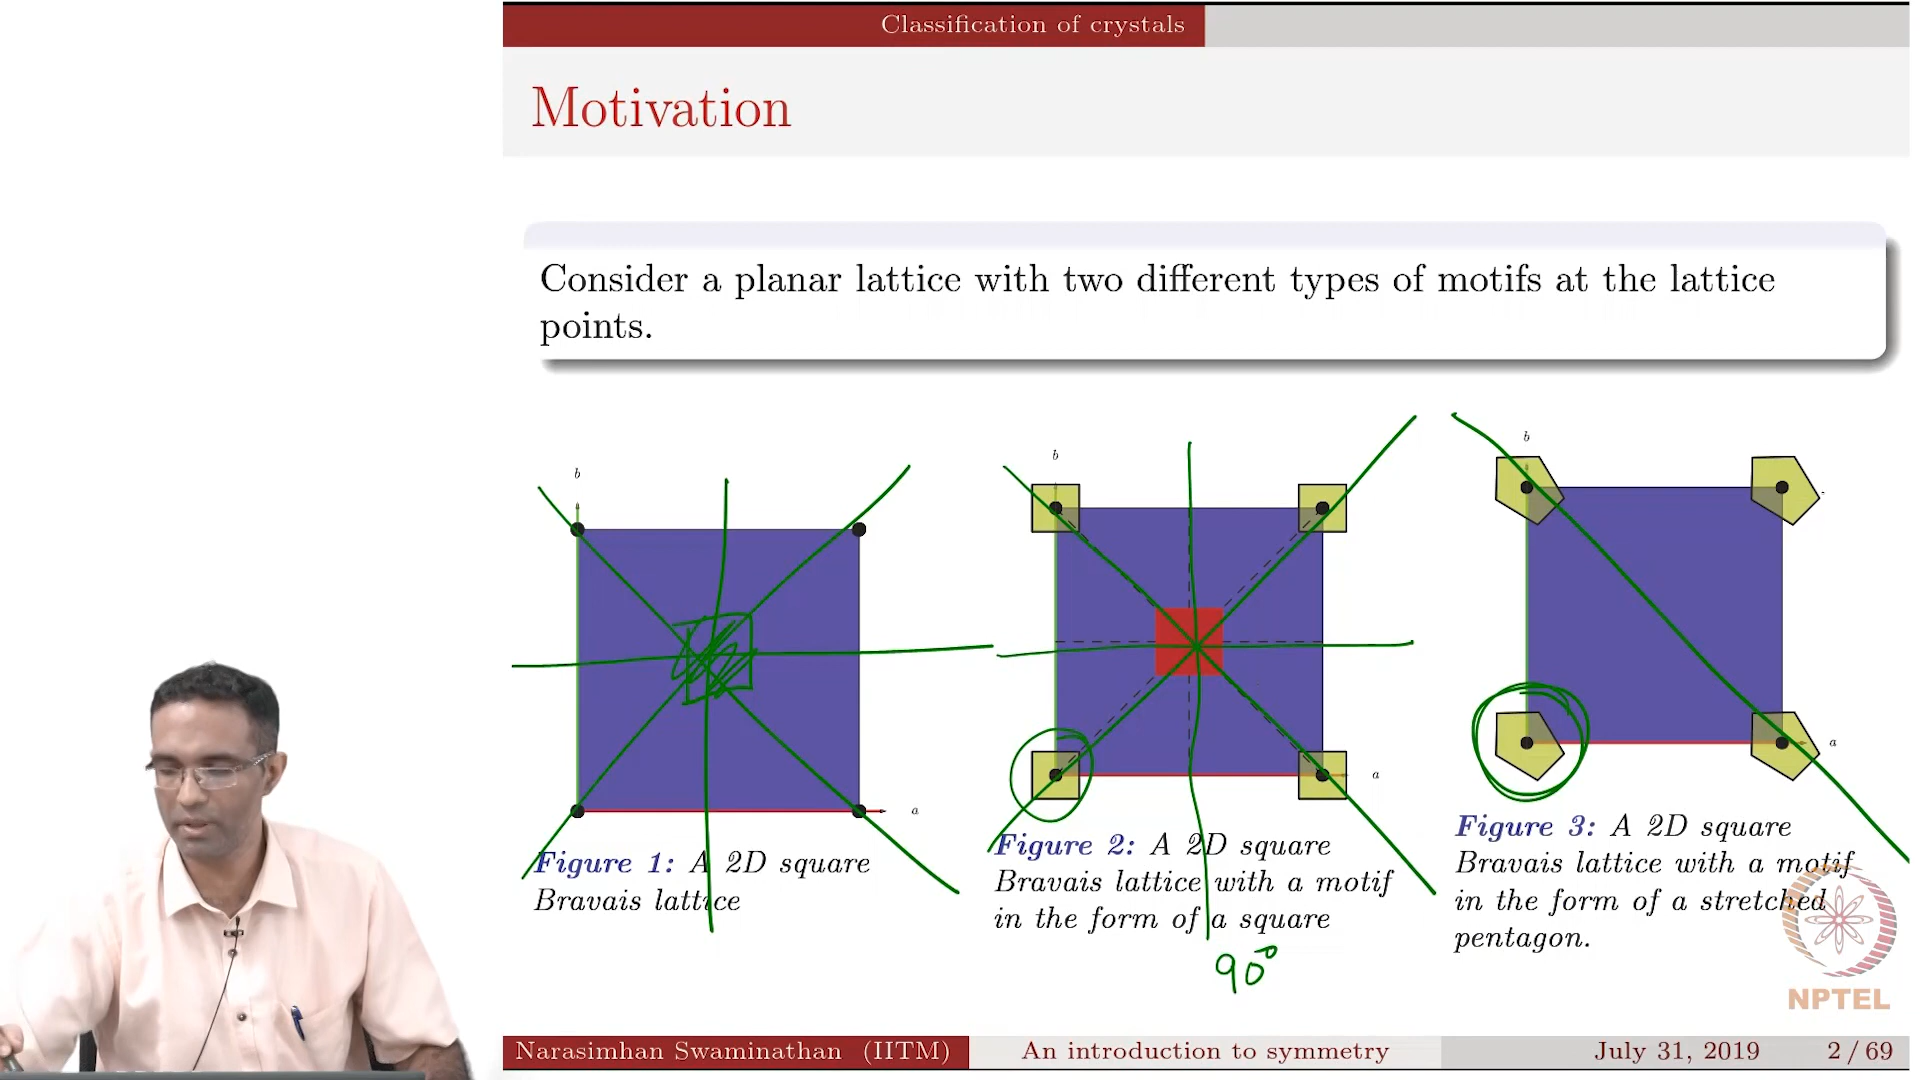 Classification of crystals
Motivation
Consider a planar lattice with two different types of motifs at the lattice
points.
b
a
Figure 1: A 2D square
Bravais lattice
b
a
Figure 2: A 2D square
Bravais lattice with a motif
in the form of a square
90°
b
a
Figure 3: A 2D square
Bravais lattice with a motif
in the form of a stretched
pentagon.
NPTEL
Narasimhan Swaminathan (IITM)
An introduction to symmetry
July 31, 2019
2 / 69